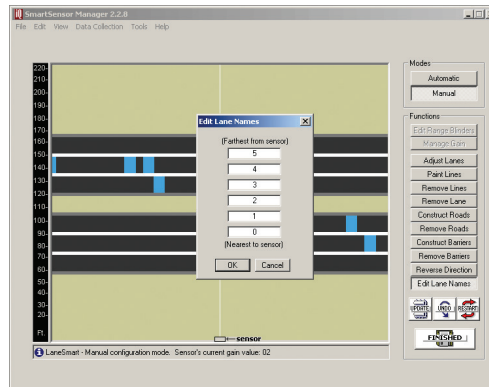 SmartSensor Manager 2.2.8
File Edit View Data Collection Tools Help
220-
210-
200-
190-
180-
170-
160-
150-
140-
130-
120-
110-
100-
90-
80-
70-
60-
50-
40-
30-
20-
Ft.
Edit Lane Names
(Farthest from sensor)
5
4
3
2
1
0
(Nearest to sensor)
OK Cancel
sensor
Modes
Automatic
Manual
Functions
Edit Range Blinders
Manage Gain
Adjust Lanes
Paint Lines
Remove Lines
Remove Lane
Construct Roads
Remove Roads
Construct Barriers
Remove Barriers
Reverse Direction
Edit Lane Names
UPDATE UNDO RESTART
FINISHED
LaneSmart - Manual configuration mode. Sensor's current gain value: 02